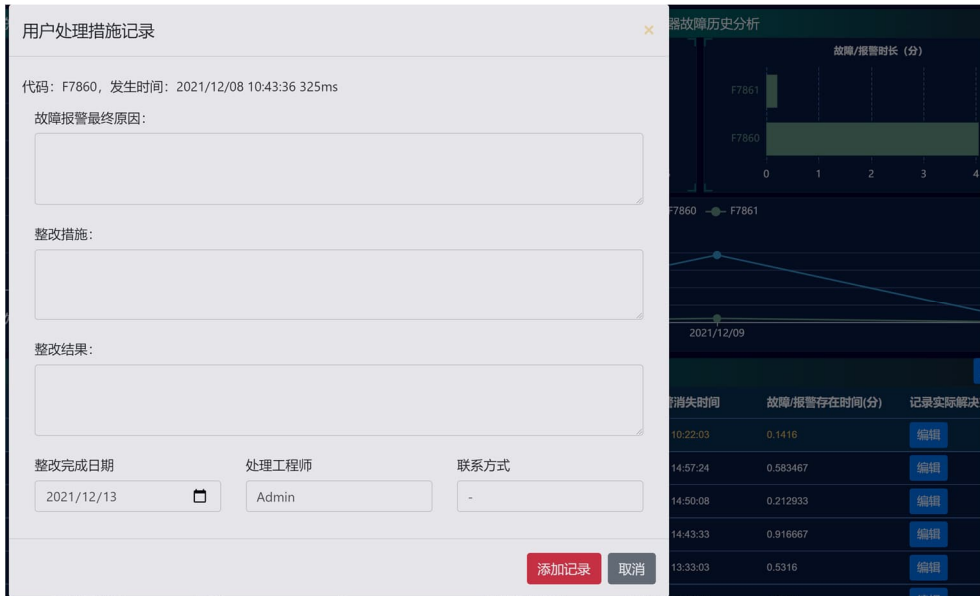 用户处理措施记录
×
代码：F7860，发生时间：2021/12/08 10:43:36 325ms
故障报警最终原因：
整改措施：
整改结果：
整改完成日期 处理工程师 联系方式
2021/12/13 Admin -
添加记录 取消
器故障历史分析
故障/报警时长（分）
F7861
F7860
0 1 2 3 4
F7860 F7861
2021/12/09
消失时间 故障/报警存在时间(分) 记录实际解决
10:22:03 0.1416 编辑
14:57:24 0.583467 编辑
14:50:08 0.212933 编辑
14:43:33 0.916667 编辑
13:33:03 0.5316 编辑